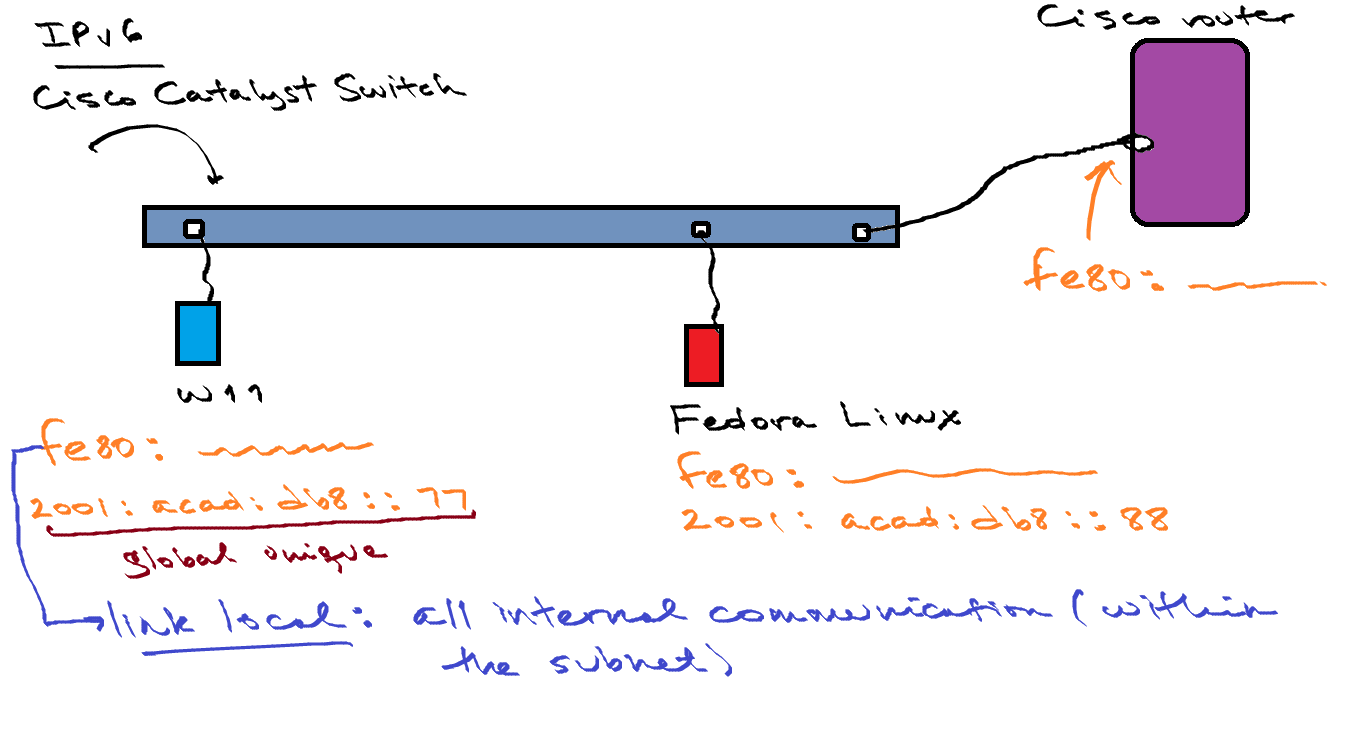 IPv6
Cisco Catalyst Switch
Cisco router
fe80:
W11
Fedora Linux
fe80:
2001: acad: db8:: 77
global unique
fe80:
2001: acad: db8:: 88
link local: all internal communication (within
the subnet)